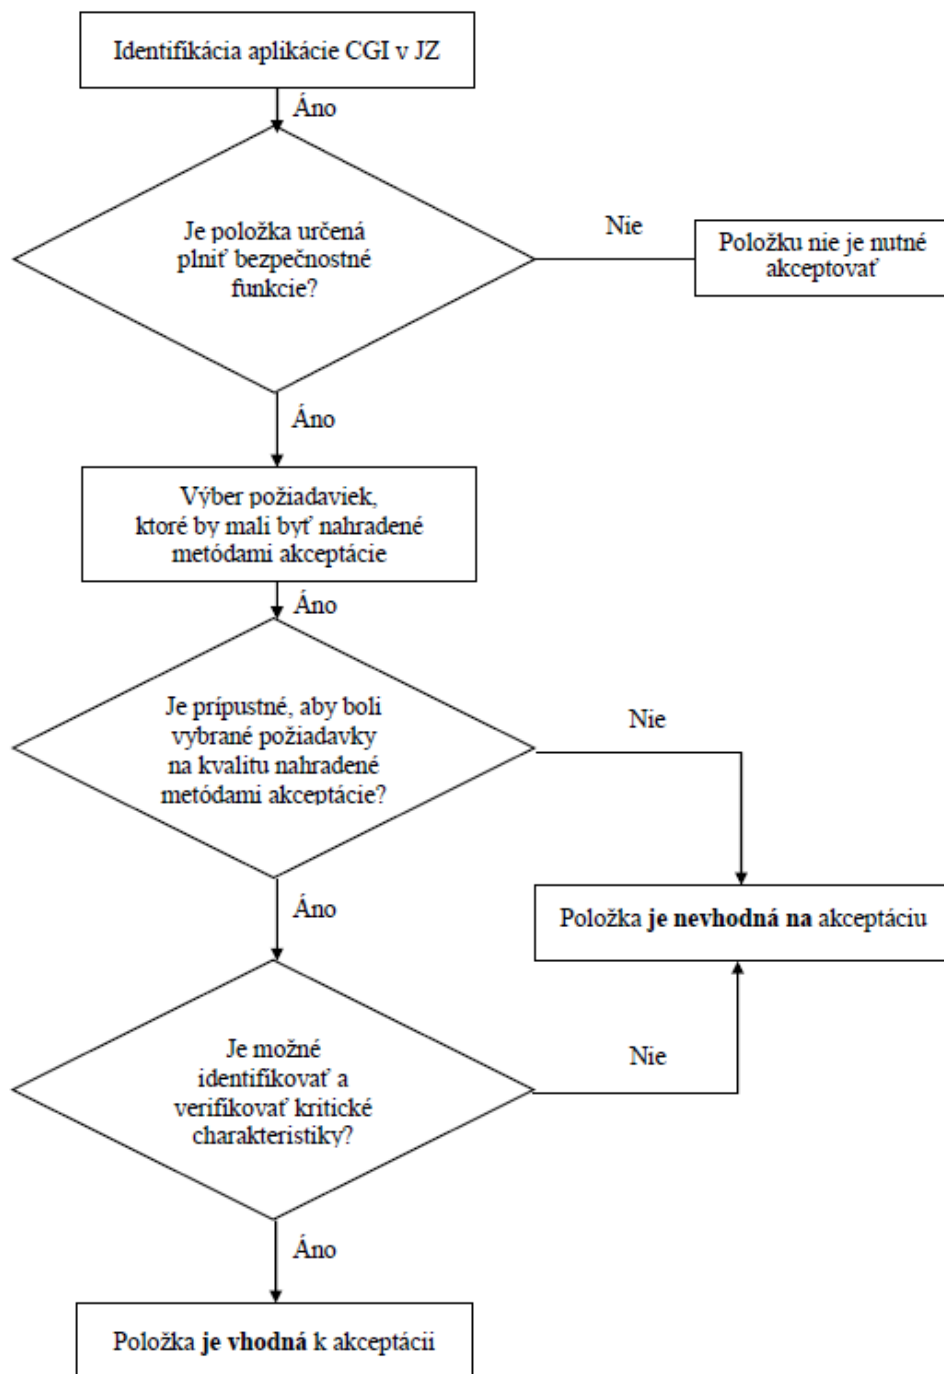 Identifikácia aplikácie CGI v JZ
Áno
Je položka určená
plniť bezpečnostné
funkcie?
Nie
Položku nie je nutné
akceptovať
Áno
Výber požiadaviek,
ktoré by mali byť nahradené
metódami akceptácie
Áno
Je prípustné, aby boli
vybrané požiadavky
na kvalitu nahradené
metódami akceptácie?
Nie
Áno
Položka je nevhodná na akceptáciu
Je možné
identifikovať a
verifikovať kritické
charakteristiky?
Nie
Áno
Položka je vhodná k akceptácii